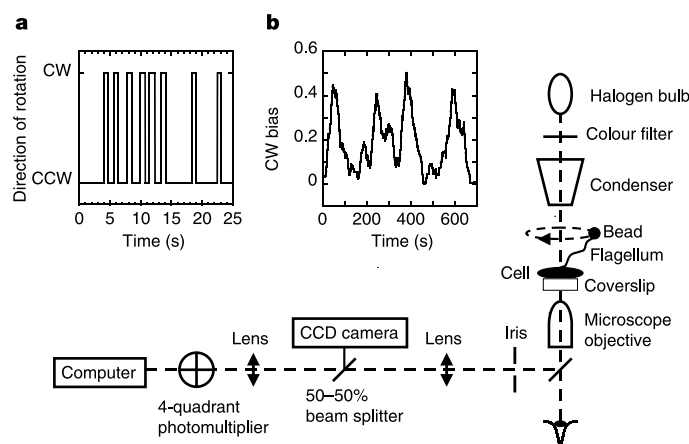 a
Direction of rotation
CW
CCW
0 5 10 15 20 25
Time (s)
b
CW bias
0.6
0.4
0.2
0
0 200 400 600
Time (s)
Halogen bulb
Colour filter
Condenser
Bead
Flagellum
Cell
Coverslip
Microscope
objective
Iris
Lens
CCD camera
50–50%
beam splitter
Lens
4-quadrant
photomultiplier
Computer